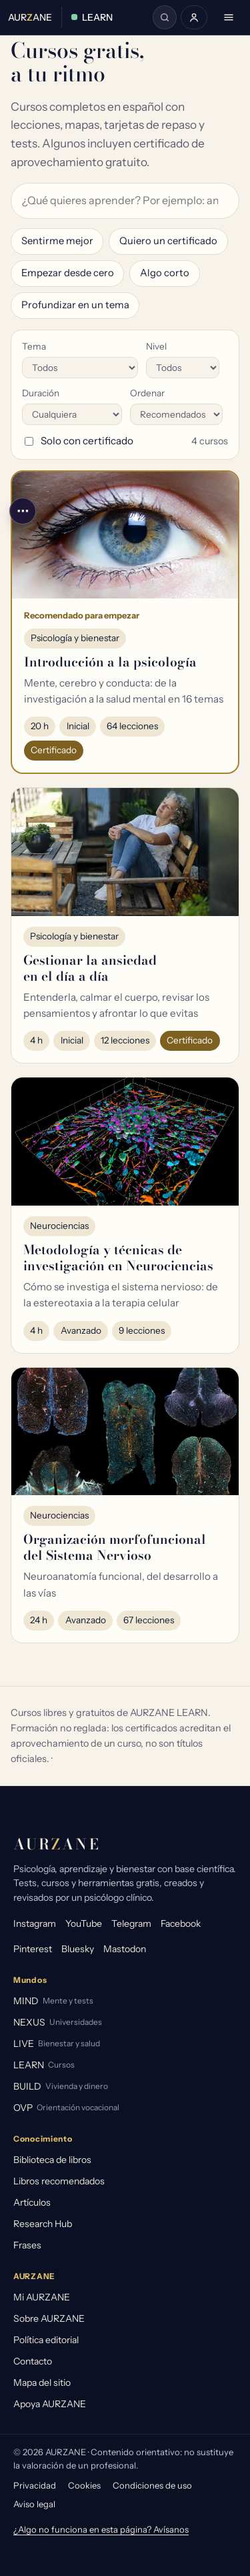 AURZANE LEARN
Cursos gratis,
a tu ritmo
Cursos completos en español con
lecciones, mapas, tarjetas de repaso y
tests. Algunos incluyen certificado de
aprovechamiento gratuito.
¿Qué quieres aprender? Por ejemplo: an
Sentirme mejor Quiero un certificado
Empezar desde cero Algo corto
Profundizar en un tema
Tema Nivel
Todos Todos
Duración Ordenar
Cualquiera Recomendados
Solo con certificado 4 cursos
Recomendado para empezar
Psicología y bienestar
Introducción a la psicología
Mente, cerebro y conducta: de la
investigación a la salud mental en 16 temas
20 h Inicial 64 lecciones
Certificado
Psicología y bienestar
Gestionar la ansiedad
en el día a día
Entenderla, calmar el cuerpo, revisar los
pensamientos y afrontar lo que evitas
4 h Inicial 12 lecciones Certificado
Neurociencias
Metodología y técnicas de
investigación en Neurociencias
Cómo se investiga el sistema nervioso: de
la estereotaxia a la terapia celular
4 h Avanzado 9 lecciones
Neurociencias
Organización morfofuncional
del Sistema Nervioso
Neuroanatomía funcional, del desarrollo a
las vías
24 h Avanzado 67 lecciones
Cursos libres y gratuitos de AURZANE LEARN.
Formación no reglada: los certificados acreditan el
aprovechamiento de un curso, no son títulos
oficiales. ·
AURZANE
Psicología, aprendizaje y bienestar con base científica.
Tests, cursos y herramientas gratis, creados y
revisados por un psicólogo clínico.
Instagram YouTube Telegram Facebook
Pinterest Bluesky Mastodon
Mundos
MIND Mente y tests
NEXUS Universidades
LIVE Bienestar y salud
LEARN Cursos
BUILD Vivienda y dinero
OVP Orientación vocacional
Conocimiento
Biblioteca de libros
Libros recomendados
Artículos
Research Hub
Frases
AURZANE
Mi AURZANE
Sobre AURZANE
Política editorial
Contacto
Mapa del sitio
Apoya AURZANE
© 2026 AURZANE · Contenido orientativo: no sustituye
la valoración de un profesional.
Privacidad Cookies Condiciones de uso
Aviso legal
¿Algo no funciona en esta página? Avísanos